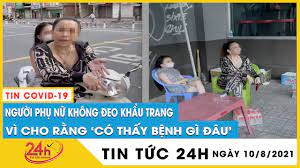 TIN COVID-19
NGƯỜI PHỤ NỮ KHÔNG ĐEO KHẨU TRANG
VÌ CHO RẰNG 'CÓ THẤY BỆNH GÌ ĐÂU'
24h
TIN TỨC 24H
NGÀY 10/8/2021